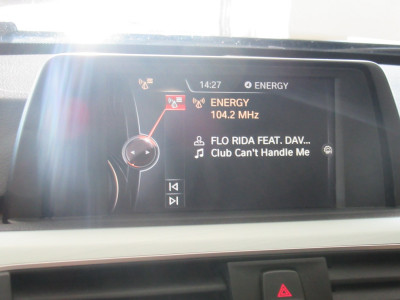 14:27 ENERGY
ENERGY
104.2 MHz
FLO RIDA FEAT. DAV...
Club Can't Handle Me